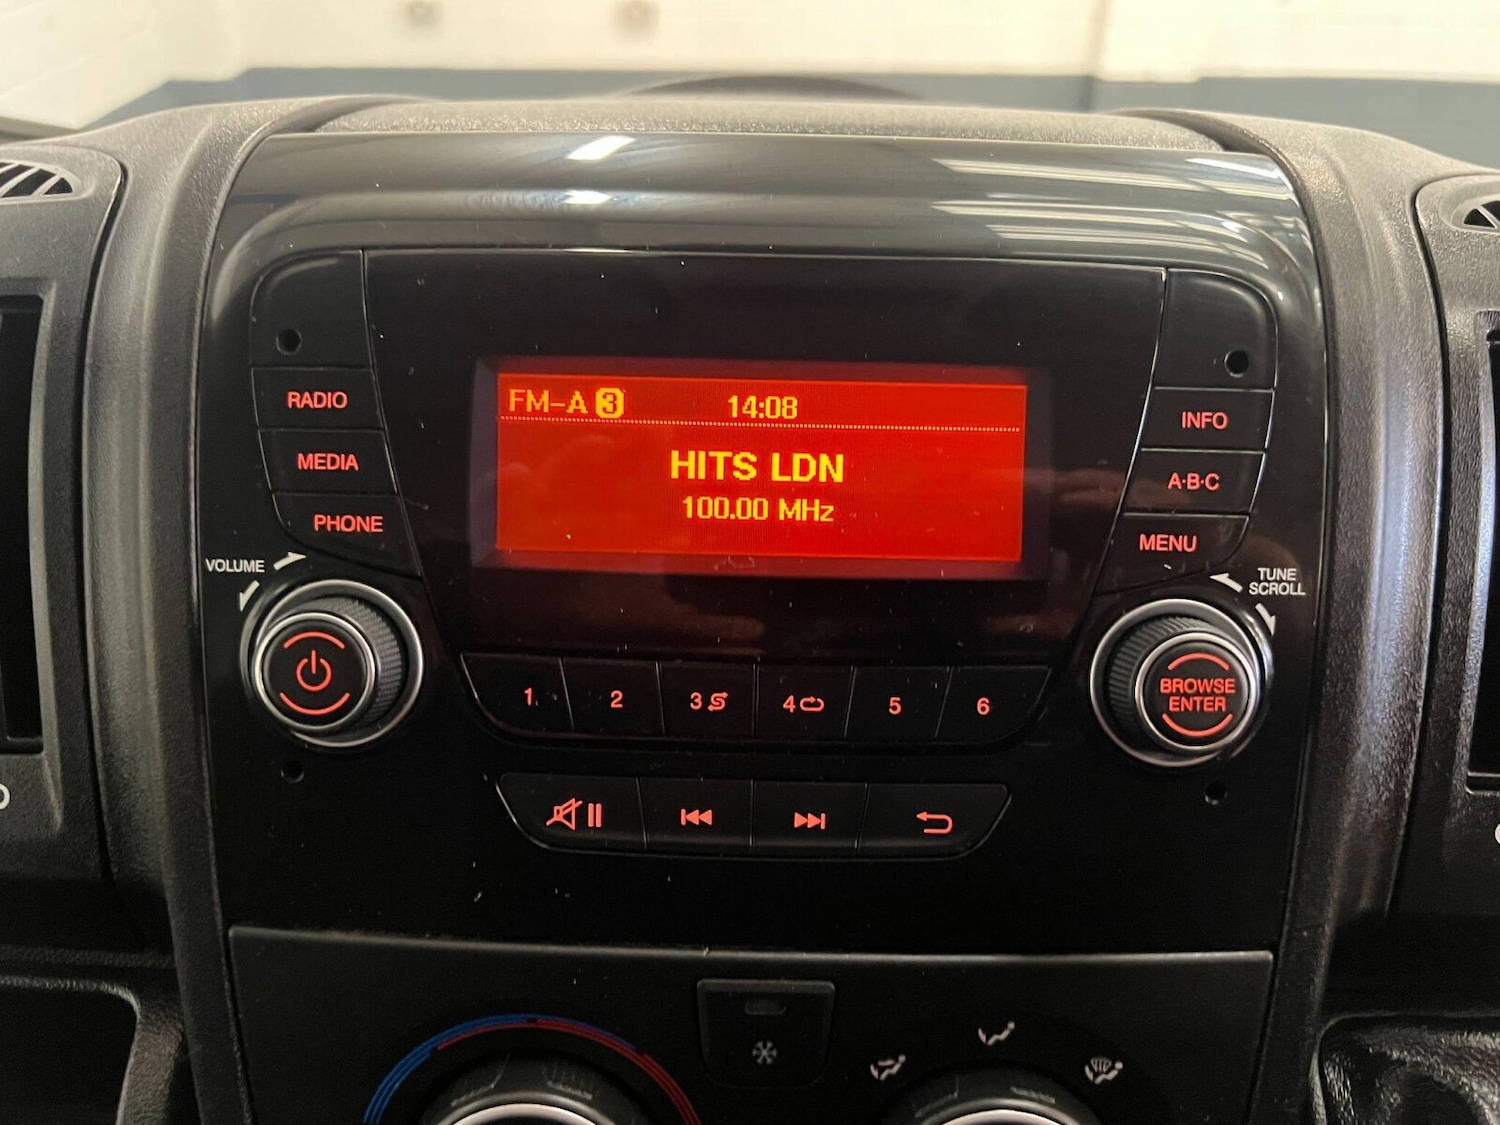 FM-A 3 14:08
HITS LDN
100.00 MHz
RADIO
MEDIA
PHONE
VOLUME
INFO
A·B·C
MENU
TUNE
SCROLL
BROWSE
ENTER
1 2 3 4 5 6